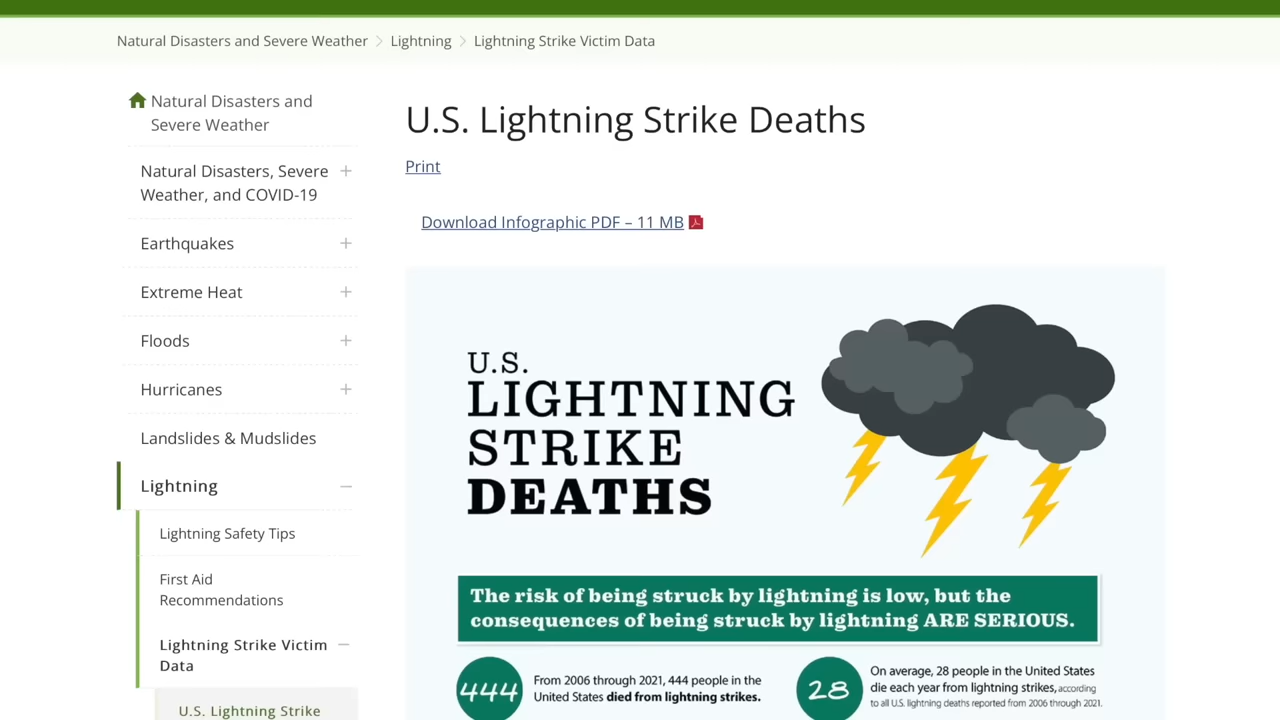 Natural Disasters and Severe Weather > Lightning > Lightning Strike Victim Data
Natural Disasters and
Severe Weather
Natural Disasters, Severe
Weather, and COVID-19
Earthquakes
Extreme Heat
Floods
Hurricanes
Landslides & Mudslides
Lightning
Lightning Safety Tips
First Aid
Recommendations
Lightning Strike Victim
Data
U.S. Lightning Strike
U.S. Lightning Strike Deaths
Print
Download Infographic PDF – 11 MB
U.S.
LIGHTNING
STRIKE
DEATHS
The risk of being struck by lightning is low, but the
consequences of being struck by lightning ARE SERIOUS.
444
From 2006 through 2021, 444 people in the
United States died from lightning strikes.
28
On average, 28 people in the United States
die each year from lightning strikes, according
to all U.S. lightning deaths reported from 2006 through 2021.